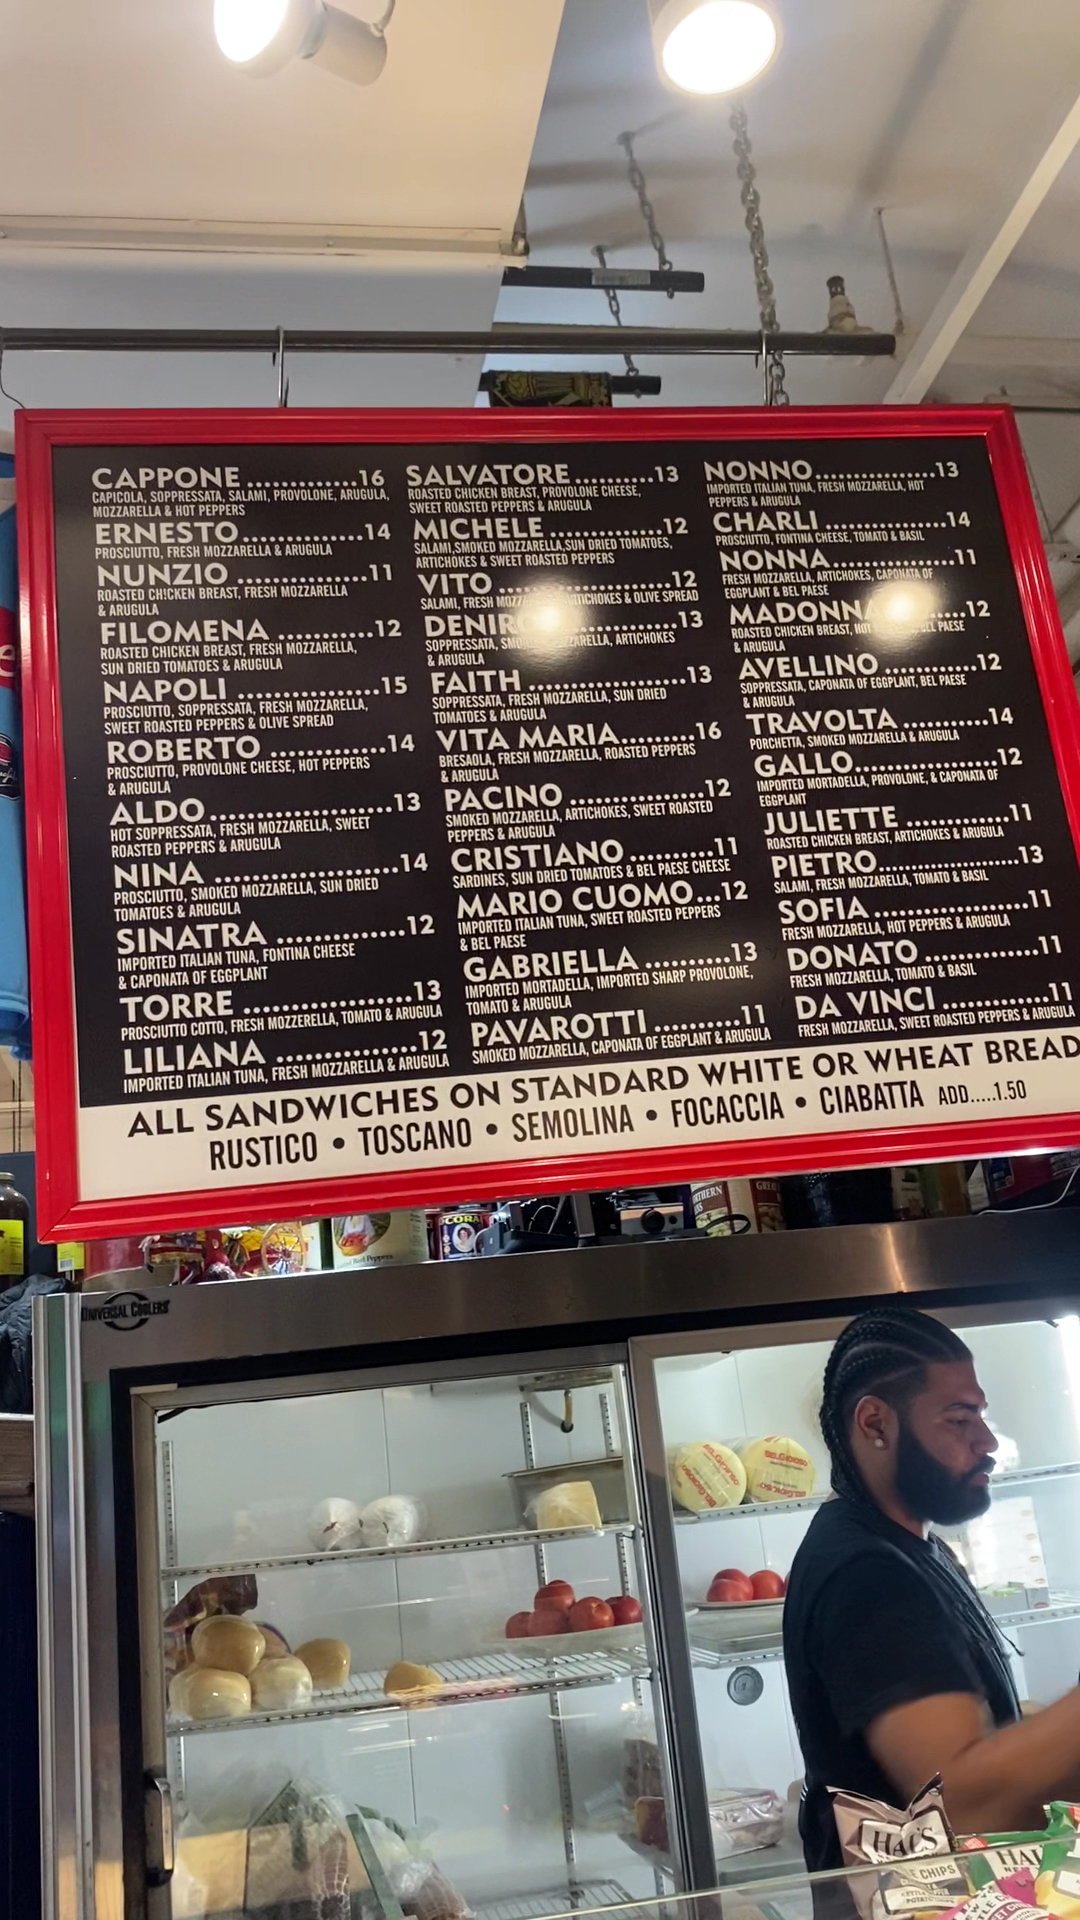 CAPPONE.............16
CAPICOLA, SOPPRESSATA, SALAMI, PROVOLONE, ARUGULA,
MOZZARELLA & HOT PEPPERS
ERNESTO..............14
PROSCIUTTO, FRESH MOZZARELLA & ARUGULA
NUNZIO ...............11
ROASTED CHICKEN BREAST, FRESH MOZZARELLA
& ARUGULA
FILOMENA ............12
ROASTED CHICKEN BREAST, FRESH MOZZARELLA,
SUN DRIED TOMATOES & ARUGULA
NAPOLI ...............15
PROSCIUTTO, SOPPRESSATA, FRESH MOZZARELLA,
SWEET ROASTED PEPPERS & OLIVE SPREAD
ROBERTO .............14
PROSCIUTTO, PROVOLONE CHEESE, HOT PEPPERS
& ARUGULA
ALDO ...................13
HOT SOPPRESSATA, FRESH MOZZARELLA, SWEET
ROASTED PEPPERS & ARUGULA
NINA ...................14
PROSCIUTTO, SMOKED MOZZARELLA, SUN DRIED
TOMATOES & ARUGULA
SINATRA ..............12
IMPORTED ITALIAN TUNA, FONTINA CHEESE
& CAPONATA OF EGGPLANT
TORRE .................13
PROSCIUTTO COTTO, FRESH MOZZERELLA, TOMATO & ARUGULA
LILIANA ..............12
IMPORTED ITALIAN TUNA, FRESH MOZZARELLA & ARUGULA
SALVATORE..........13
ROASTED CHICKEN BREAST, PROVOLONE CHEESE,
SWEET ROASTED PEPPERS & ARUGULA
MICHELE ..............12
SALAMI,SMOKED MOZZARELLA,SUN DRIED TOMATOES,
ARTICHOKES & SWEET ROASTED PEPPERS
VITO ....................12
SALAMI, FRESH ARTICHOKES & OLIVE SPREAD
DENIRO..............13
SOPPRESSATA, SMOKED MOZZARELLA, ARTICHOKES
& ARUGULA
FAITH ..................13
SOPPRESSATA, FRESH MOZZARELLA, SUN DRIED
TOMATOES & ARUGULA
VITA MARIA..........16
BRESAOLA, FRESH MOZZARELLA, ROASTED PEPPERS
& ARUGULA
PACINO ................12
SMOKED MOZZARELLA, ARTICHOKES, SWEET ROASTED
PEPPERS & ARUGULA
CRISTIANO ..........11
SARDINES, SUN DRIED TOMATOES & BEL PAESE CHEESE
MARIO CUOMO...12
IMPORTED ITALIAN TUNA, SWEET ROASTED PEPPERS
& BEL PAESE
GABRIELLA ..........13
IMPORTED MORTADELLA, IMPORTED SHARP PROVOLONE,
TOMATO & ARUGULA
PAVAROTTI ..........11
SMOKED MOZZARELLA, CAPONATA OF EGGPLANT & ARUGULA
NONNO...............13
IMPORTED ITALIAN TUNA, FRESH MOZZARELLA, HOT
PEPPERS & ARUGULA
CHARLI ...............14
PROSCIUTTO, FONTINA CHEESE, TOMATO & BASIL
NONNA...............11
FRESH MOZZARELLA, ARTICHOKES, CAPONATA OF
EGGPLANT & BEL PAESE
MADONNA.........12
ROASTED CHICKEN BREAST, HOT BEL PAESE
& ARUGULA
AVELLINO............12
SOPPRESSATA, CAPONATA OF EGGPLANT, BEL PAESE
& ARUGULA
TRAVOLTA ...........14
PORCHETTA, SMOKED MOZZARELLA & ARUGULA
GALLO.................12
IMPORTED MORTADELLA, PROVOLONE, & CAPONATA OF
EGGPLANT
JULIETTE .............11
ROASTED CHICKEN BREAST, ARTICHOKES & ARUGULA
PIETRO.................13
SALAMI, FRESH MOZZARELLA, TOMATO & BASIL
SOFIA ..................11
FRESH MOZZARELLA, HOT PEPPERS & ARUGULA
DONATO ..............11
FRESH MOZZARELLA, TOMATO & BASIL
DA VINCI .............11
FRESH MOZZARELLA, SWEET ROASTED PEPPERS & ARUGULA
ALL SANDWICHES ON STANDARD WHITE OR WHEAT BREAD
RUSTICO • TOSCANO • SEMOLINA • FOCACCIA • CIABATTA ADD.....1.50
CORA
Red Peppers
UNIVERSAL COOLERS
BELGIOIOSO
BELGIOIOSO
HAL'S
CHIPS
HAL